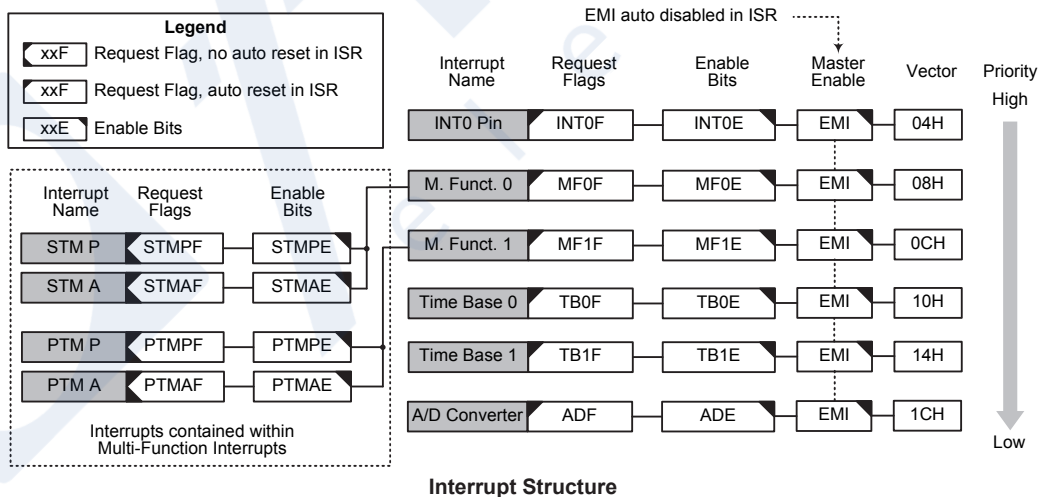 EMI auto disabled in ISR
Legend
xxF Request Flag, no auto reset in ISR
xxF Request Flag, auto reset in ISR
xxE Enable Bits
Interrupt Name Request Flags Enable Bits Master Enable Vector Priority
High
INT0 Pin INT0F INT0E EMI 04H
M. Funct. 0 MF0F MF0E EMI 08H
M. Funct. 1 MF1F MF1E EMI 0CH
Time Base 0 TB0F TB0E EMI 10H
Time Base 1 TB1F TB1E EMI 14H
A/D Converter ADF ADE EMI 1CH
Low
Interrupt Name Request Flags Enable Bits
STM P STMPF STMPE
STM A STMAF STMAE
PTM P PTMPF PTMPE
PTM A PTMAF PTMAE
Interrupts contained within
Multi-Function Interrupts
Interrupt Structure